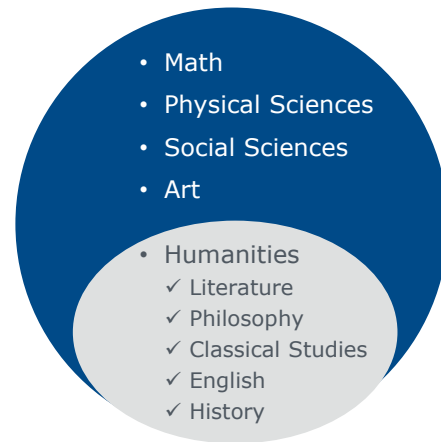 • Math
• Physical Sciences
• Social Sciences
• Art
• Humanities
✓ Literature
✓ Philosophy
✓ Classical Studies
✓ English
✓ History